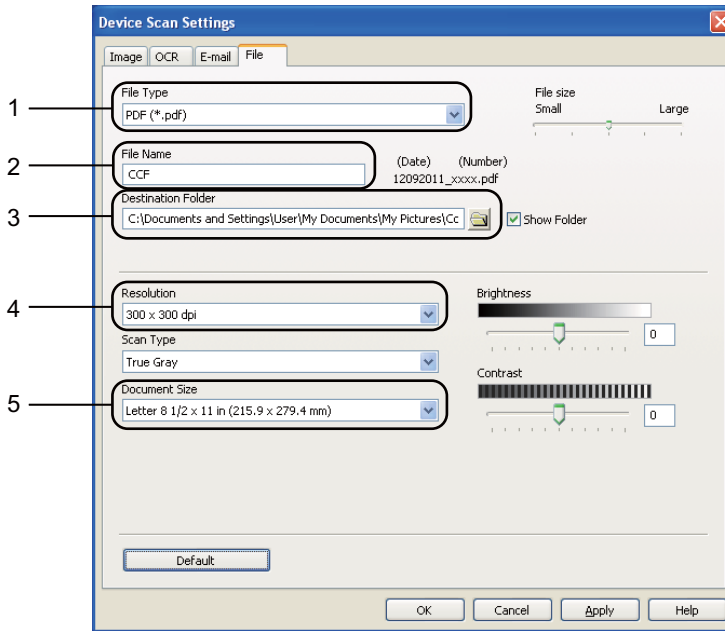 Device Scan Settings
Image OCR E-mail File
1
File Type
PDF (*.pdf)
File size
Small Large
2
File Name
CCF
(Date) (Number)
12092011_xxxx.pdf
3
Destination Folder
C:\Documents and Settings\User\My Documents\My Pictures\Cc
Show Folder
4
Resolution
300 x 300 dpi
Brightness
0
Scan Type
True Gray
Contrast
0
5
Document Size
Letter 8 1/2 x 11 in (215.9 x 279.4 mm)
Default
OK Cancel Apply Help